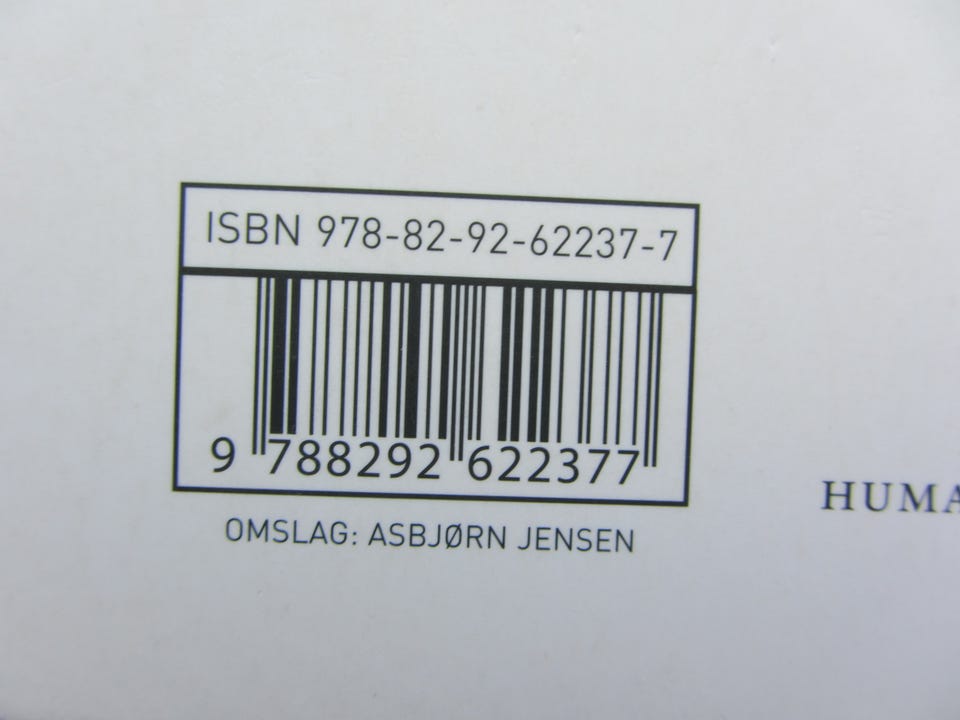 ISBN 978-82-92-62237-7
9 788292 622377
OMSLAG: ASBJØRN JENSEN
HUMA